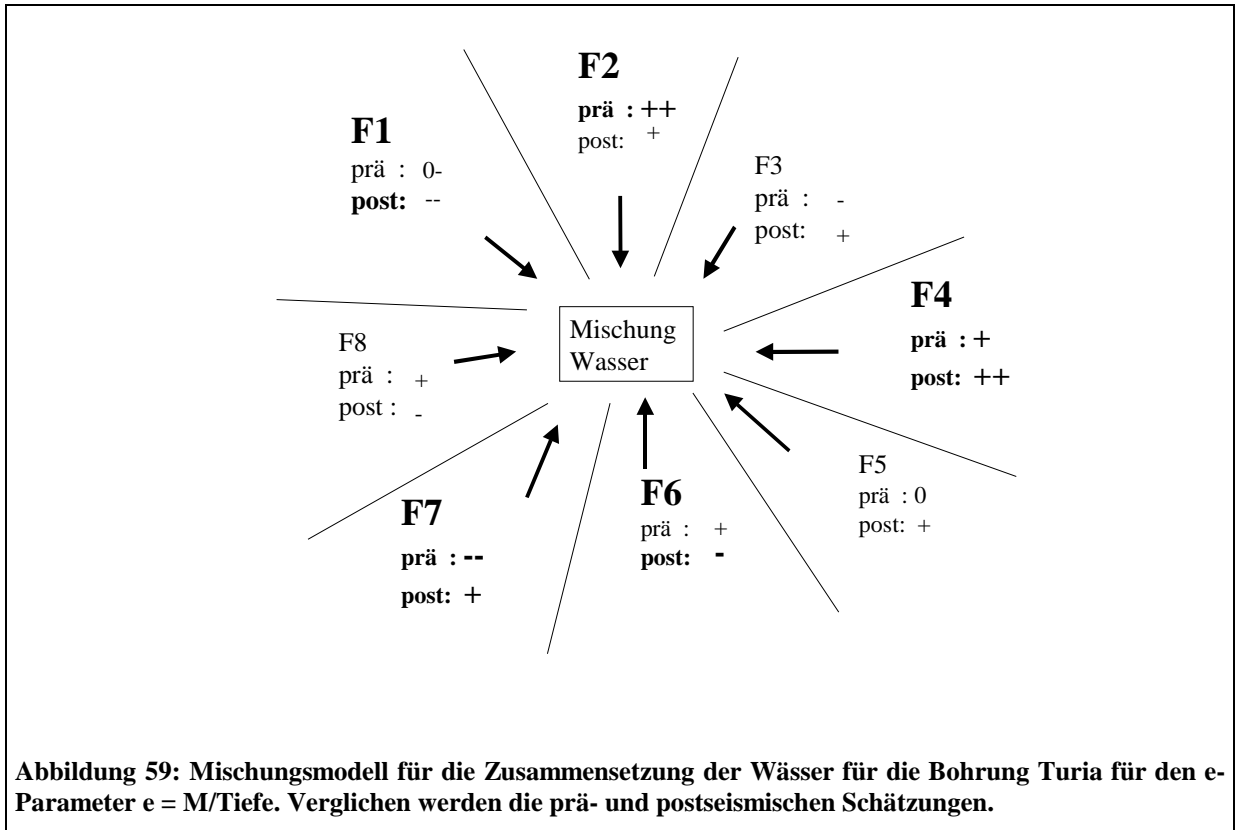 F2
prä : ++
post: +
F1
prä : 0-
post: --
F3
prä : -
post: +
F4
prä : +
post: ++
Mischung
Wasser
F8
prä : +
post : -
F5
prä : 0
post: +
F6
prä : +
post: -
F7
prä : --
post: +
Abbildung 59: Mischungsmodell für die Zusammensetzung der Wässer für die Bohrung Turia für den e-
Parameter e = M/Tiefe. Verglichen werden die prä- und postseismischen Schätzungen.